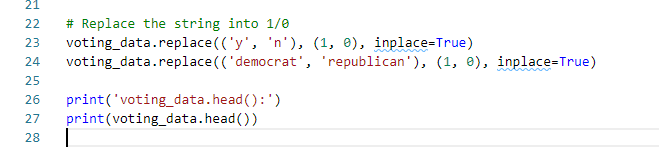 21
22 # Replace the string into 1/0
23 voting_data.replace(('y', 'n'), (1, 0), inplace=True)
24 voting_data.replace(('democrat', 'republican'), (1, 0), inplace=True)
25
26 print('voting_data.head():')
27 print(voting_data.head())
28